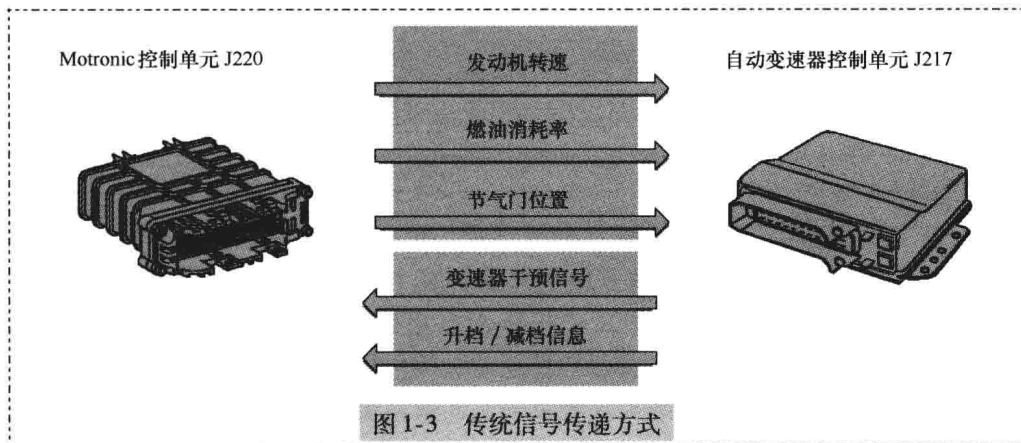 Motronic控制单元 J220
自动变速器控制单元 J217
发动机转速
燃油消耗率
节气门位置
变速器干预信号
升档 / 减档信息
图 1-3 传统信号传递方式